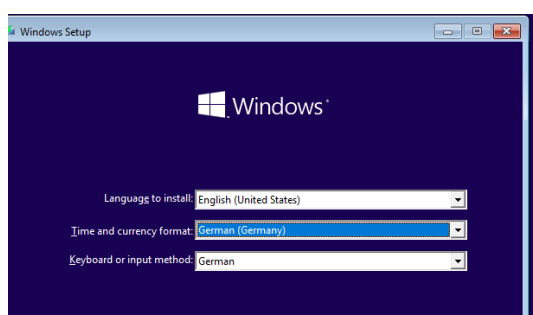 Windows Setup
Windows
Language to install: English (United States)
Time and currency format: German (Germany)
Keyboard or input method: German